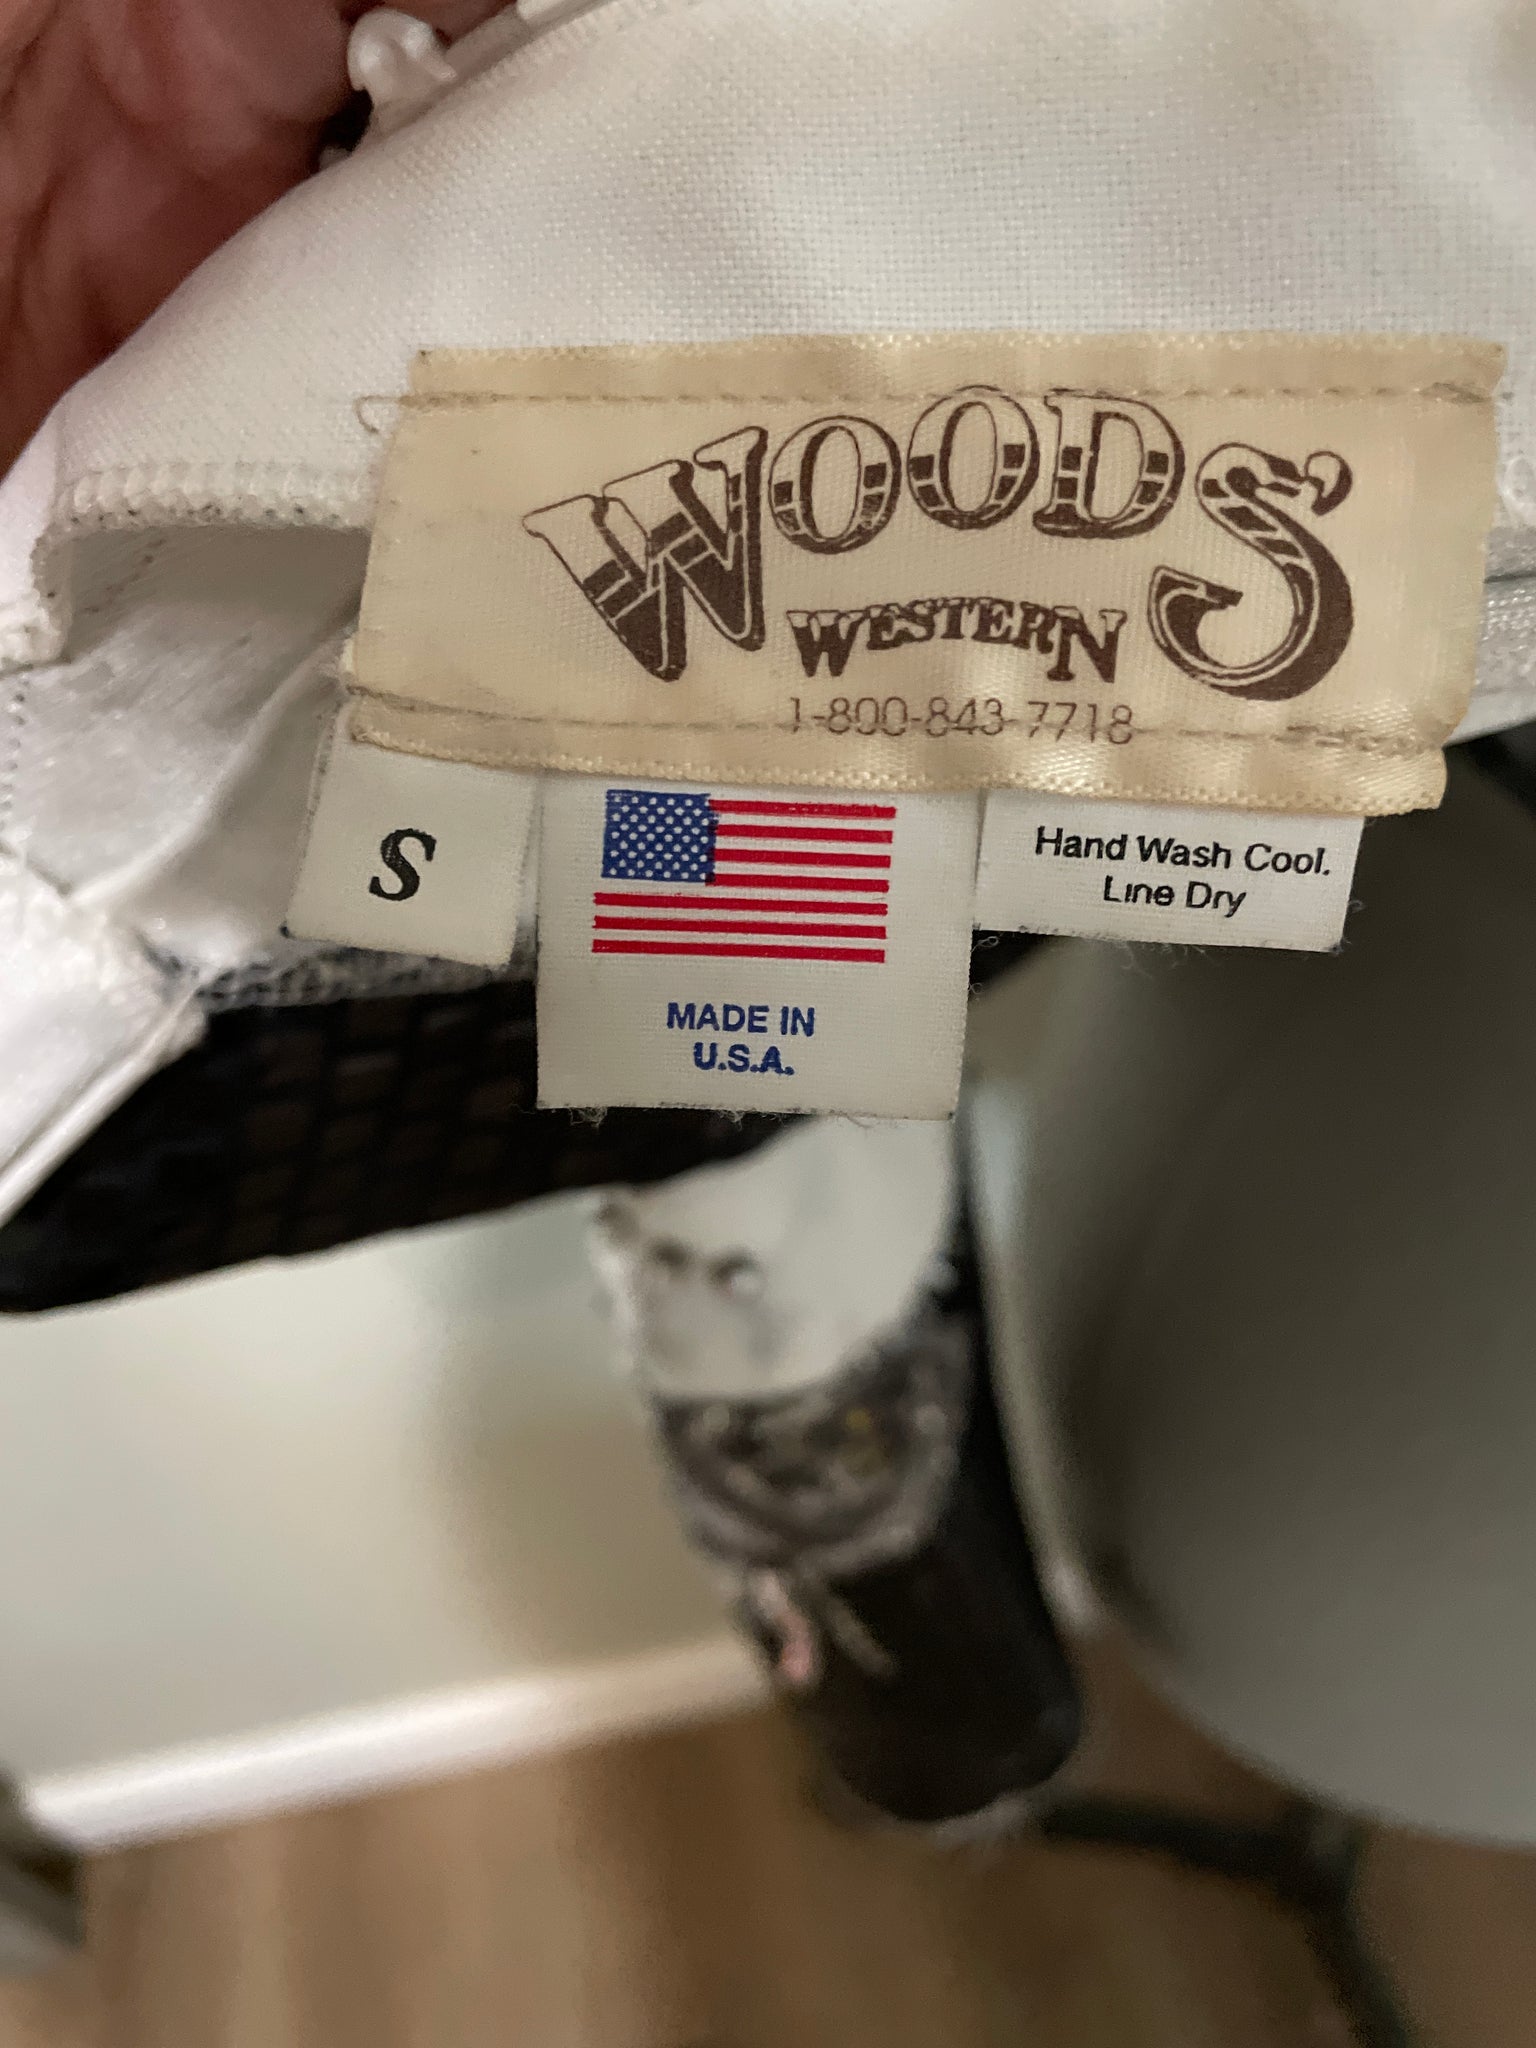 WOODS'
WESTERN
1-800-843-7718
S
MADE IN
U.S.A.
Hand Wash Cool.
Line Dry